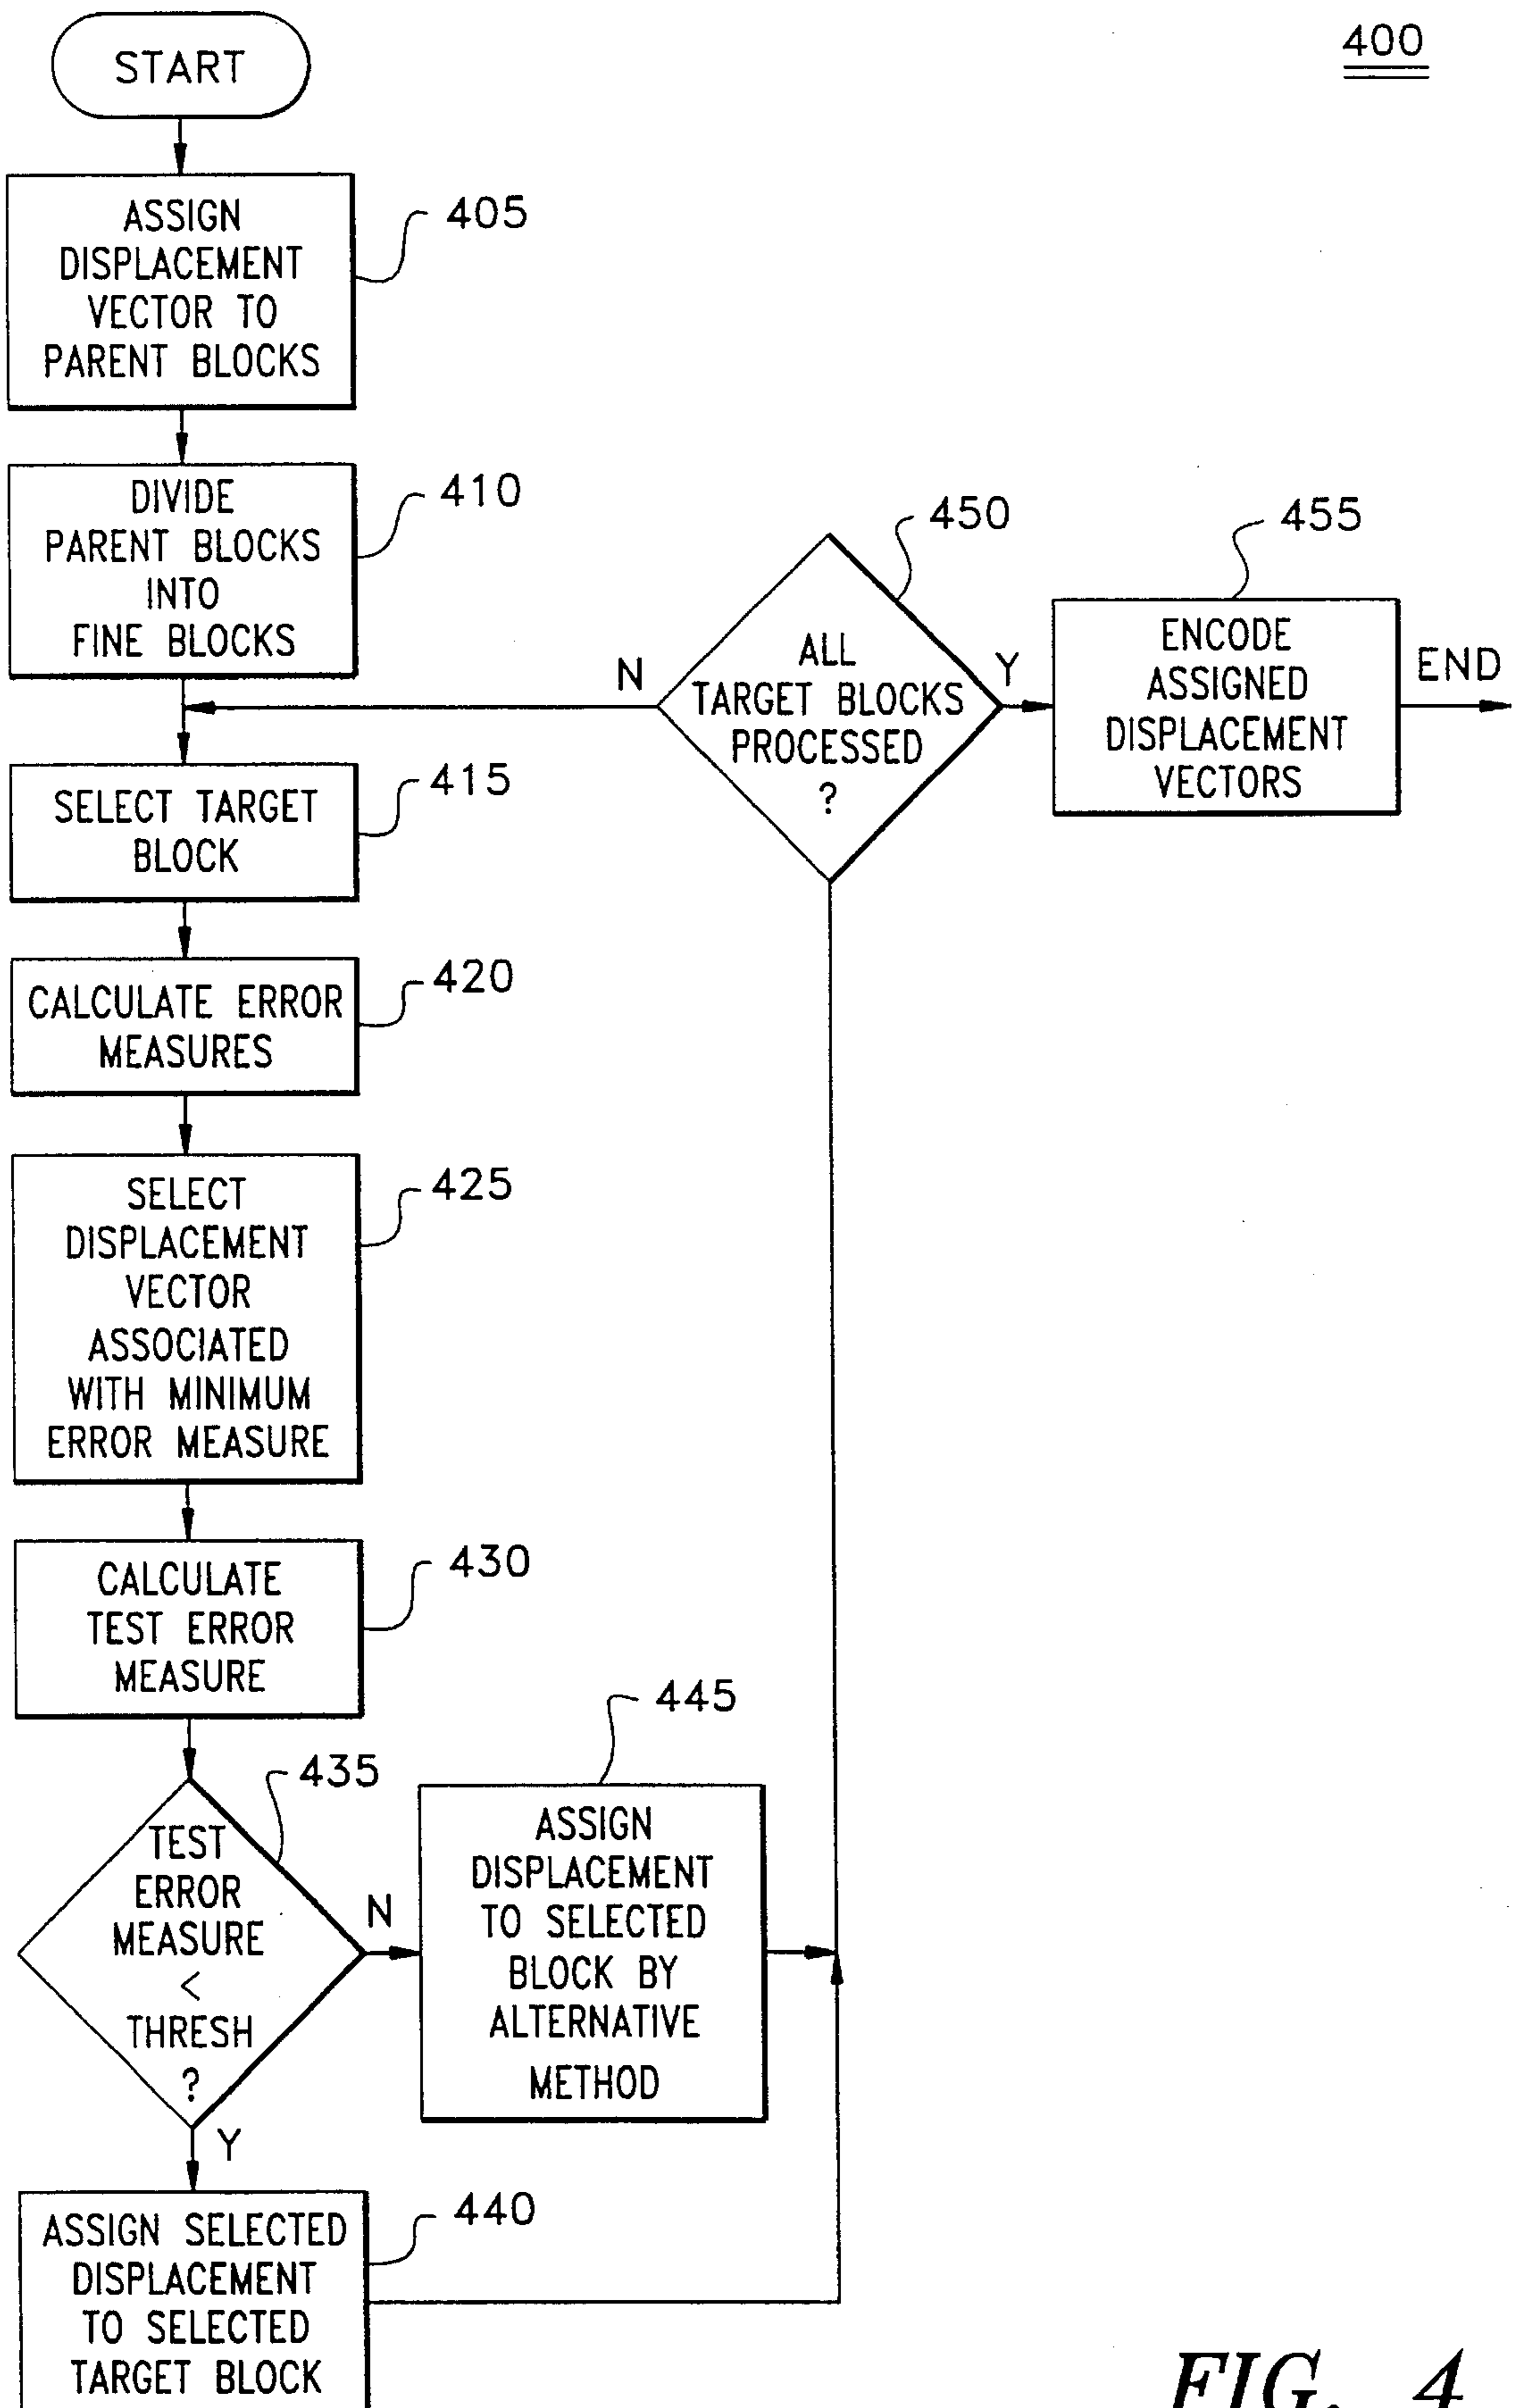 400
START
ASSIGN
DISPLACEMENT
VECTOR TO
PARENT BLOCKS
405
DIVIDE
PARENT BLOCKS
INTO
FINE BLOCKS
410
SELECT TARGET
BLOCK
415
CALCULATE ERROR
MEASURES
420
SELECT
DISPLACEMENT
VECTOR
ASSOCIATED
WITH MINIMUM
ERROR MEASURE
425
CALCULATE
TEST ERROR
MEASURE
430
TEST
ERROR
MEASURE
<
THRESH
?
435
N
Y
ASSIGN
DISPLACEMENT
TO SELECTED
BLOCK BY
ALTERNATIVE
METHOD
445
ASSIGN SELECTED
DISPLACEMENT
TO SELECTED
TARGET BLOCK
440
ALL
TARGET BLOCKS
PROCESSED
?
450
N
Y
ENCODE
ASSIGNED
DISPLACEMENT
VECTORS
455
END
FIG. 4